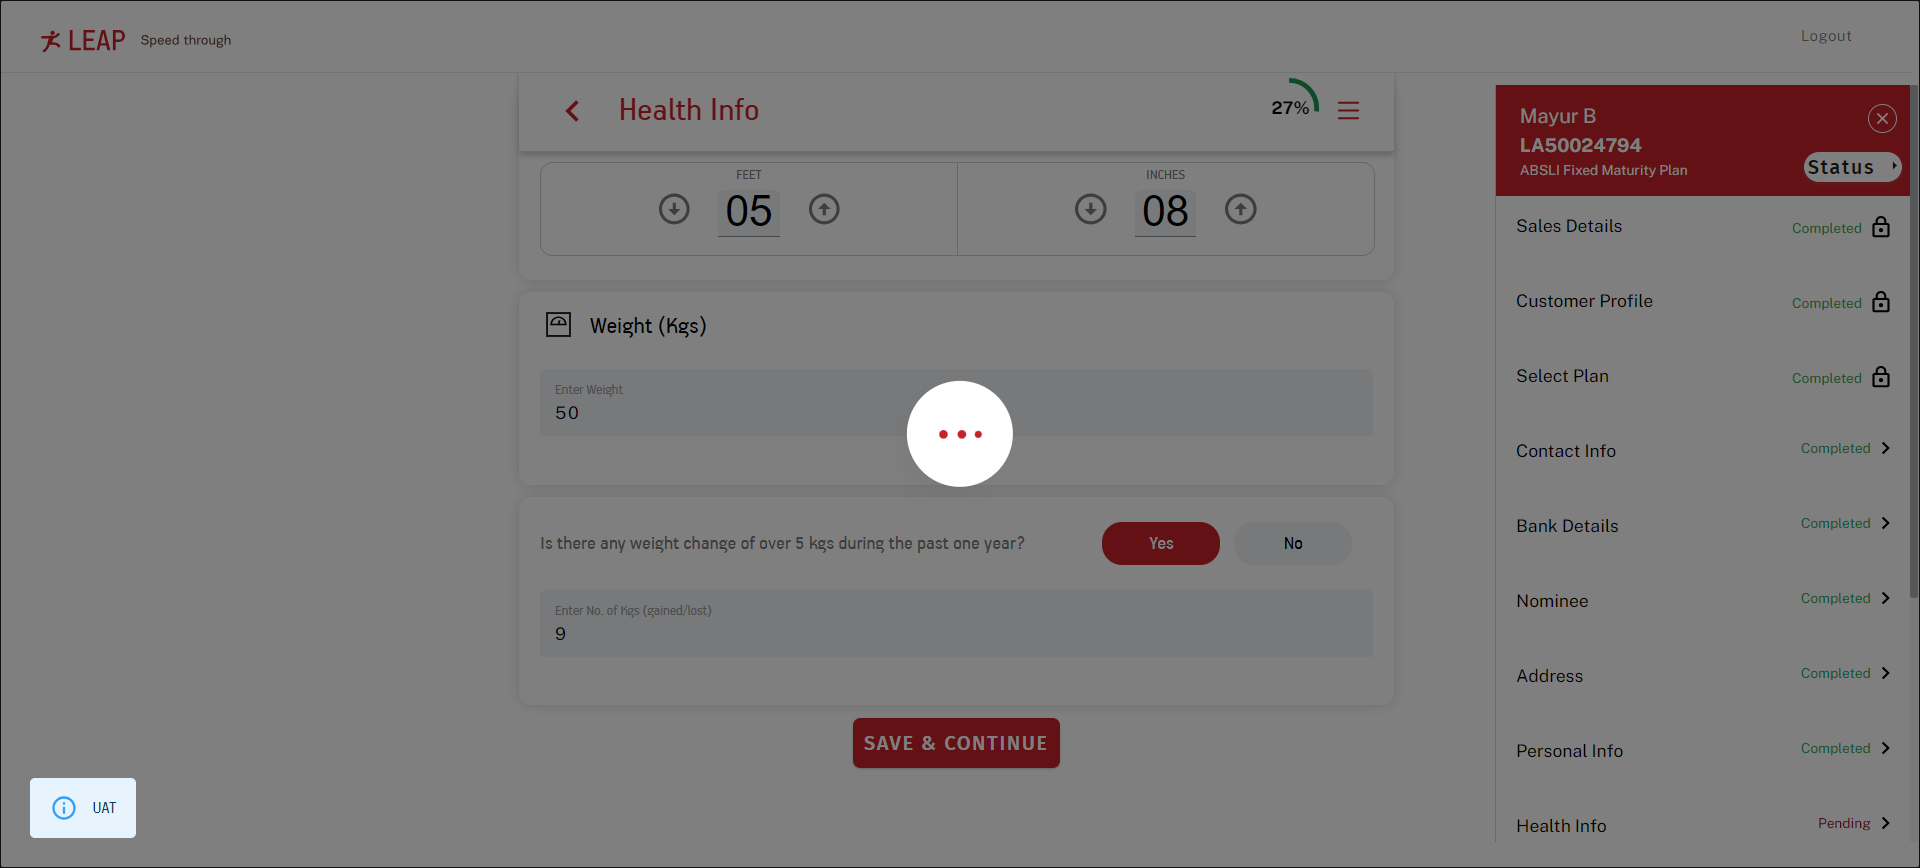 LEAP Speed through
Logout
Health Info
27%
FEET
05
INCHES
08
Weight (Kgs)
Enter Weight
50
Is there any weight change of over 5 kgs during the past one year?
Yes
No
Enter No. of Kgs (gained/lost)
9
SAVE & CONTINUE
UAT
Mayur B
LA50024794
ABSLI Fixed Maturity Plan
Status
Sales Details Completed
Customer Profile Completed
Select Plan Completed
Contact Info Completed
Bank Details Completed
Nominee Completed
Address Completed
Personal Info Completed
Health Info Pending